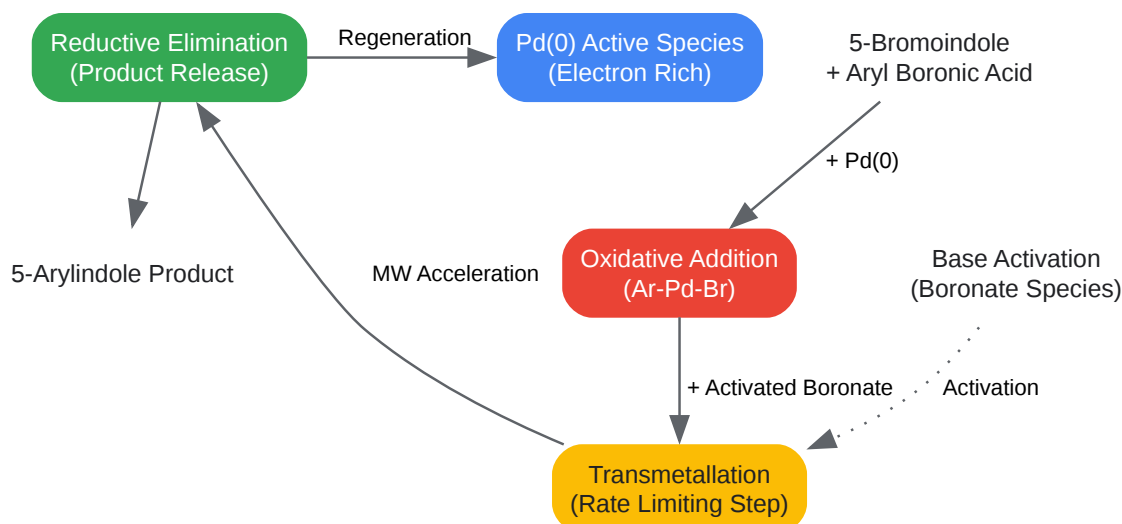 Reductive Elimination
(Product Release)
Regeneration
Pd(0) Active Species
(Electron Rich)
5-Bromoindole
+ Aryl Boronic Acid
+ Pd(0)
5-Arylindole Product
MW Acceleration
Oxidative Addition
(Ar-Pd-Br)
Base Activation
(Boronate Species)
+ Activated Boronate
Activation
Transmetallation
(Rate Limiting Step)